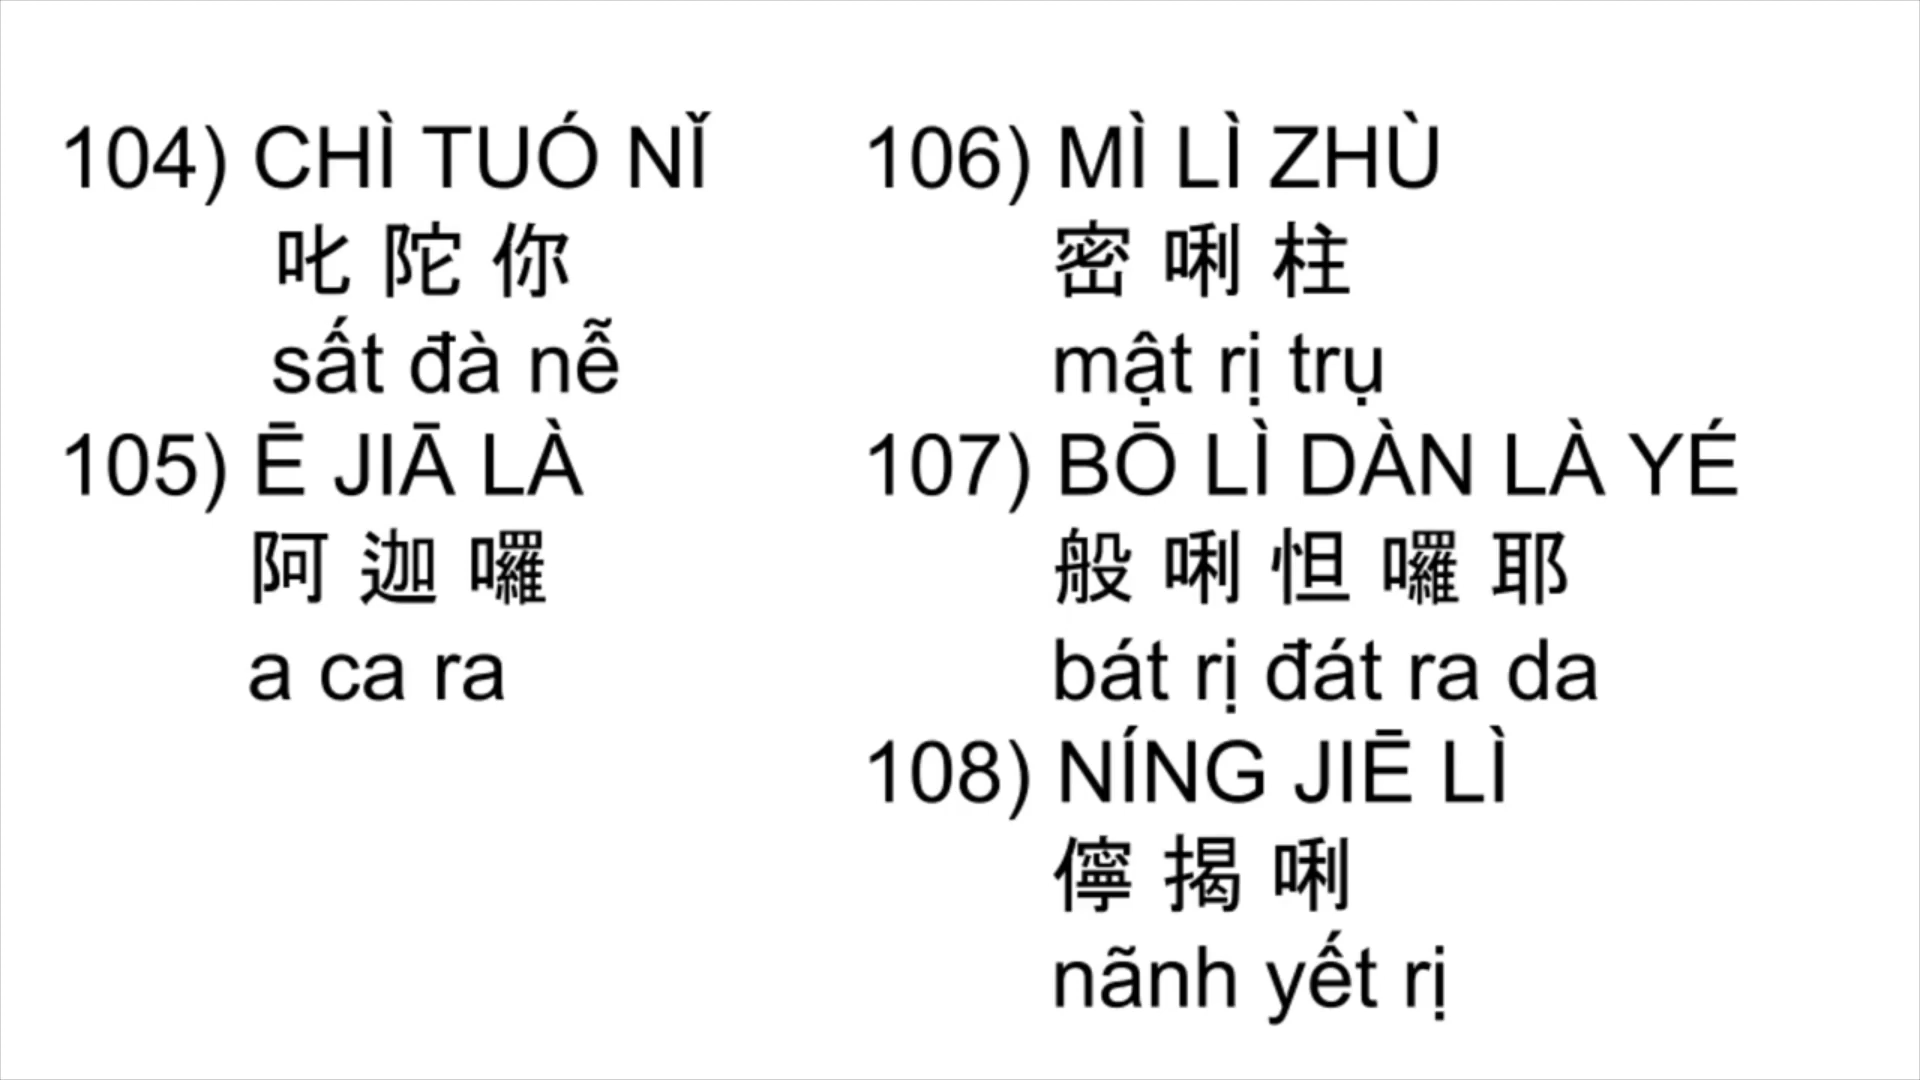 104) CHÌ TUÓ NǏ
叱 陀 你
sất đà nễ
105) Ē JIĀ LÀ
阿 迦 囉
a ca ra
106) MÌ LÌ ZHÙ
密 唎 柱
mật rị trụ
107) BŌ LÌ DÀN LÀ YÉ
般 唎 怛 囉 耶
bát rị đát ra da
108) NÍNG JIĒ LÌ
儜 揭 唎
nãnh yết rị